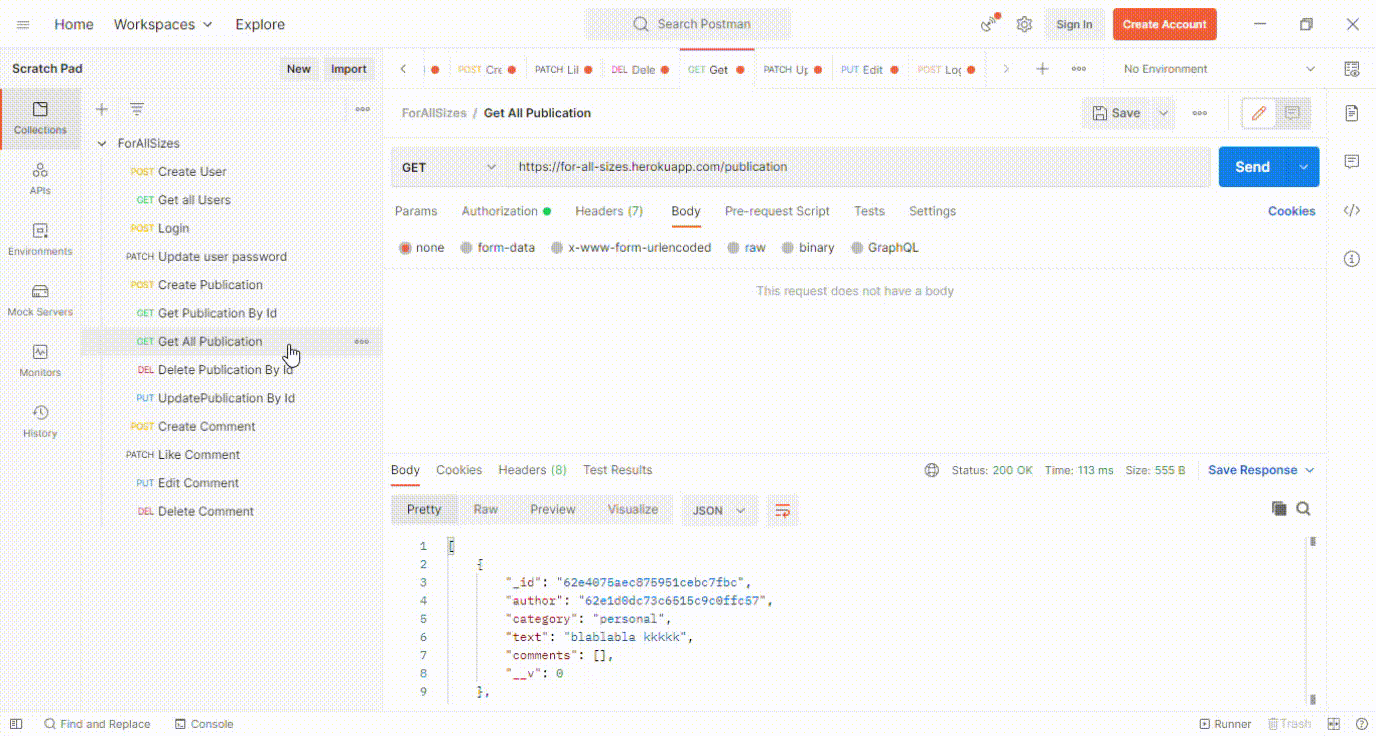 Home Workspaces Explore Search Postman Sign In Create Account
Scratch Pad New Import
POST Cre PATCH Lil DEL Dele GET Get PATCH Up PUT Edit POST Log No Environment
Collections
APIs
Environments
Mock Servers
Monitors
History
ForAllSizes
POST Create User
GET Get all Users
POST Login
PATCH Update user password
POST Create Publication
GET Get Publication By Id
GET Get All Publication
DEL Delete Publication By Id
PUT UpdatePublication By Id
POST Create Comment
PATCH Like Comment
PUT Edit Comment
DEL Delete Comment
ForAllSizes / Get All Publication Save
GET https://for-all-sizes.herokuapp.com/publication Send
Params Authorization Headers (7) Body Pre-request Script Tests Settings Cookies
none form-data x-www-form-urlencoded raw binary GraphQL
This request does not have a body
Body Cookies Headers (8) Test Results Status: 200 OK Time: 113 ms Size: 555 B Save Response
Pretty Raw Preview Visualize JSON
1 [
2 {
3 "_id": "62e4075aec875951cebc7fbc",
4 "author": "62e1d0dc73c6515c9c0ffc57",
5 "category": "personal",
6 "text": "blablabla kkkkk",
7 "comments": [],
8 "__v": 0
9 },
Find and Replace Console Runner Trash